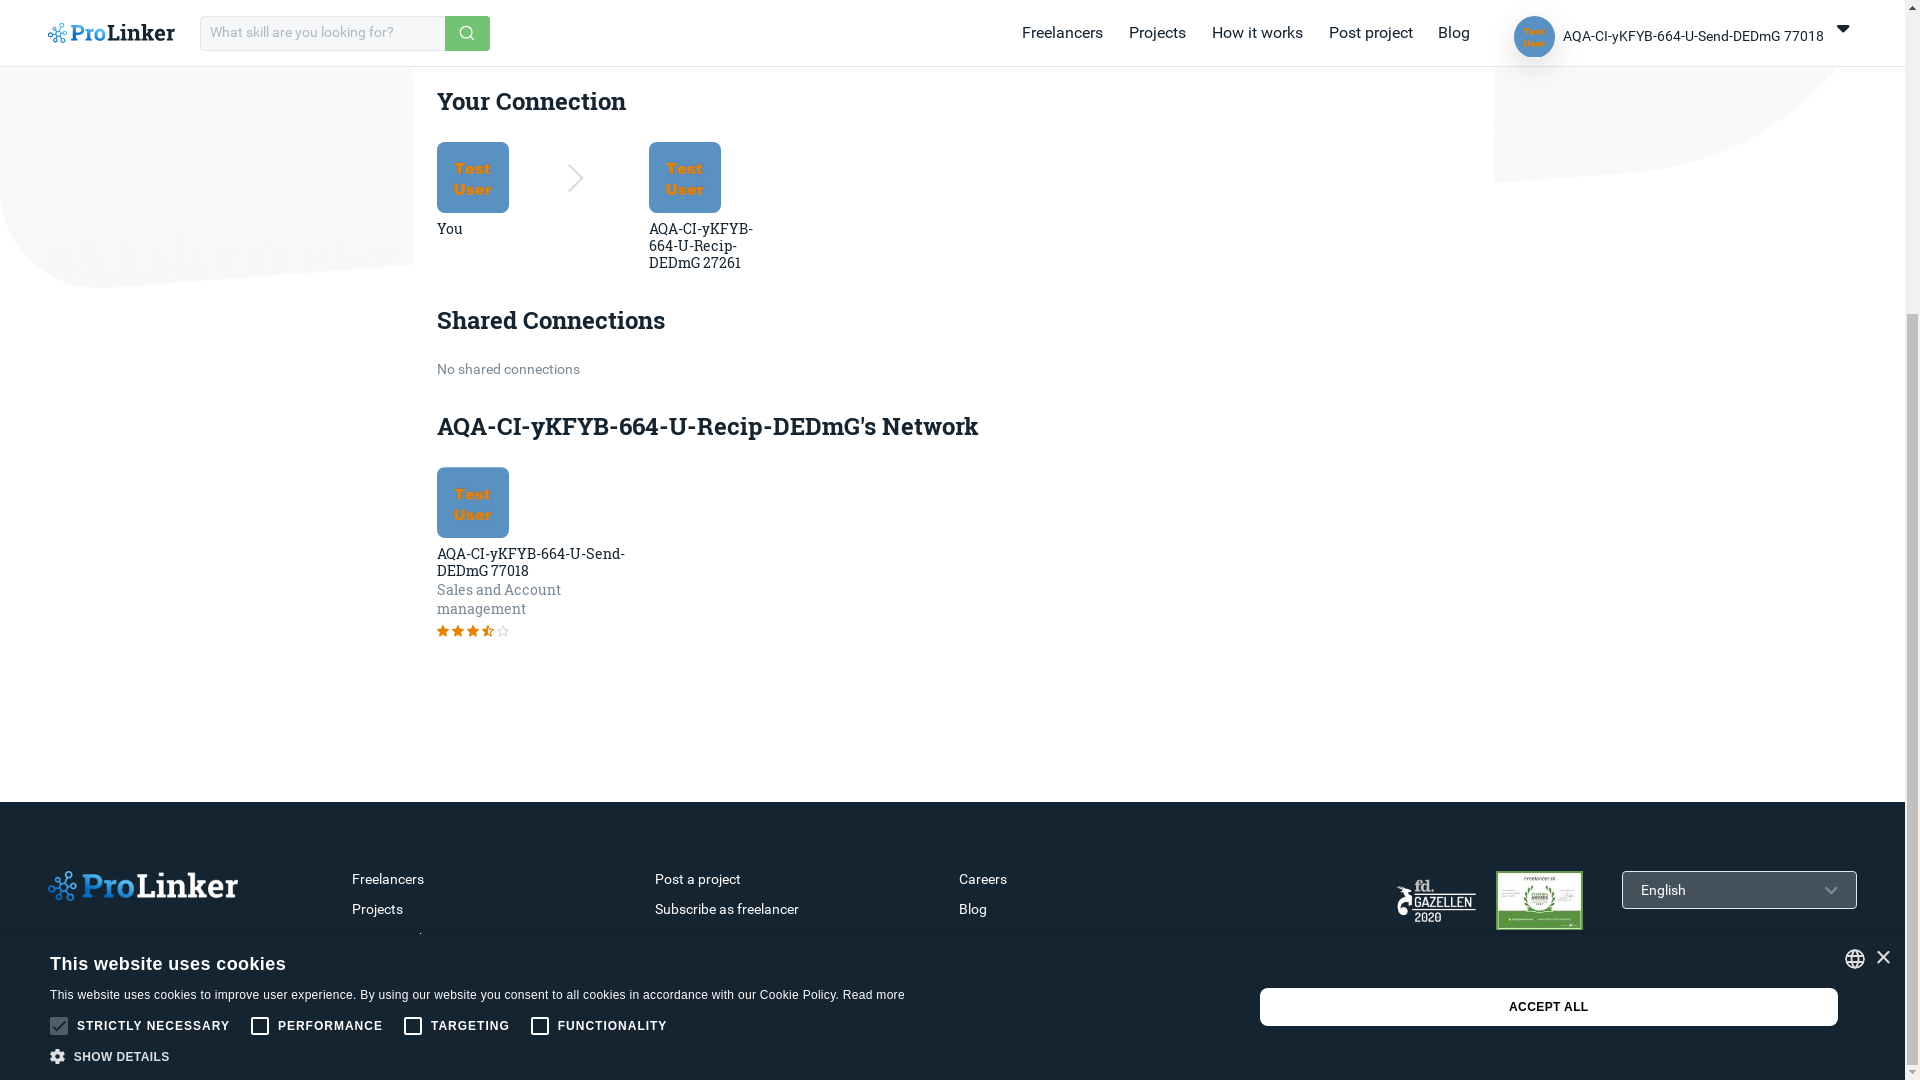 ProLinker
What skill are you looking for?
Freelancers
Projects
How it works
Post project
Blog
Test
User
AQA-CI-yKFYB-664-U-Send-DEDmG 77018
Your Connection
Test
User
Test
User
You
AQA-CI-yKFYB-
664-U-Recip-
DEDmG 27261
Shared Connections
No shared connections
AQA-CI-yKFYB-664-U-Recip-DEDmG's Network
Test
User
AQA-CI-yKFYB-664-U-Send-
DEDmG 77018
Sales and Account
management
ProLinker
Freelancers
Projects
Post a project
Subscribe as freelancer
Careers
Blog
fd.
GAZELLEN
2020
English
This website uses cookies
This website uses cookies to improve user experience. By using our website you consent to all cookies in accordance with our Cookie Policy. Read more
STRICTLY NECESSARY
PERFORMANCE
TARGETING
FUNCTIONALITY
SHOW DETAILS
ACCEPT ALL